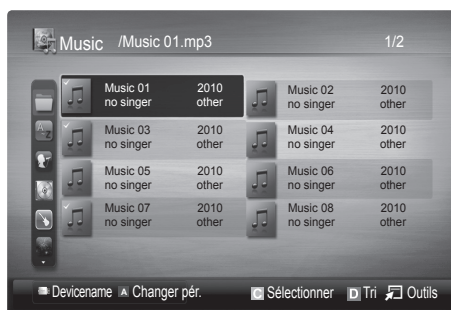 Music /Music 01.mp3 1/2
Music 01 2010 Music 02 2010
no singer other no singer other
Music 03 2010 Music 04 2010
no singer other no singer other
Music 05 2010 Music 06 2010
no singer other no singer other
Music 07 2010 Music 08 2010
no singer other no singer other
Devicename A Changer pér. C Sélectionner D Tri Outils